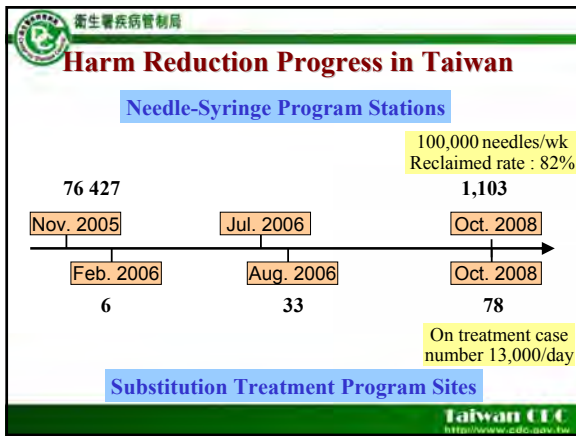 衛生署疾病管制局
Harm Reduction Progress in Taiwan
Needle-Syringe Program Stations
100,000 needles/wk
Reclaimed rate : 82%
76 427 1,103
Nov. 2005 Jul. 2006 Oct. 2008
Feb. 2006 Aug. 2006 Oct. 2008
6 33 78
On treatment case
number 13,000/day
Substitution Treatment Program Sites
Taiwan CDC
http://www.cdc.gov.tw